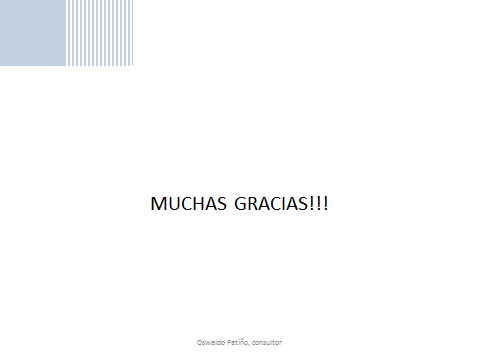 MUCHAS GRACIAS!!!
Oswaldo Patiño, consultor